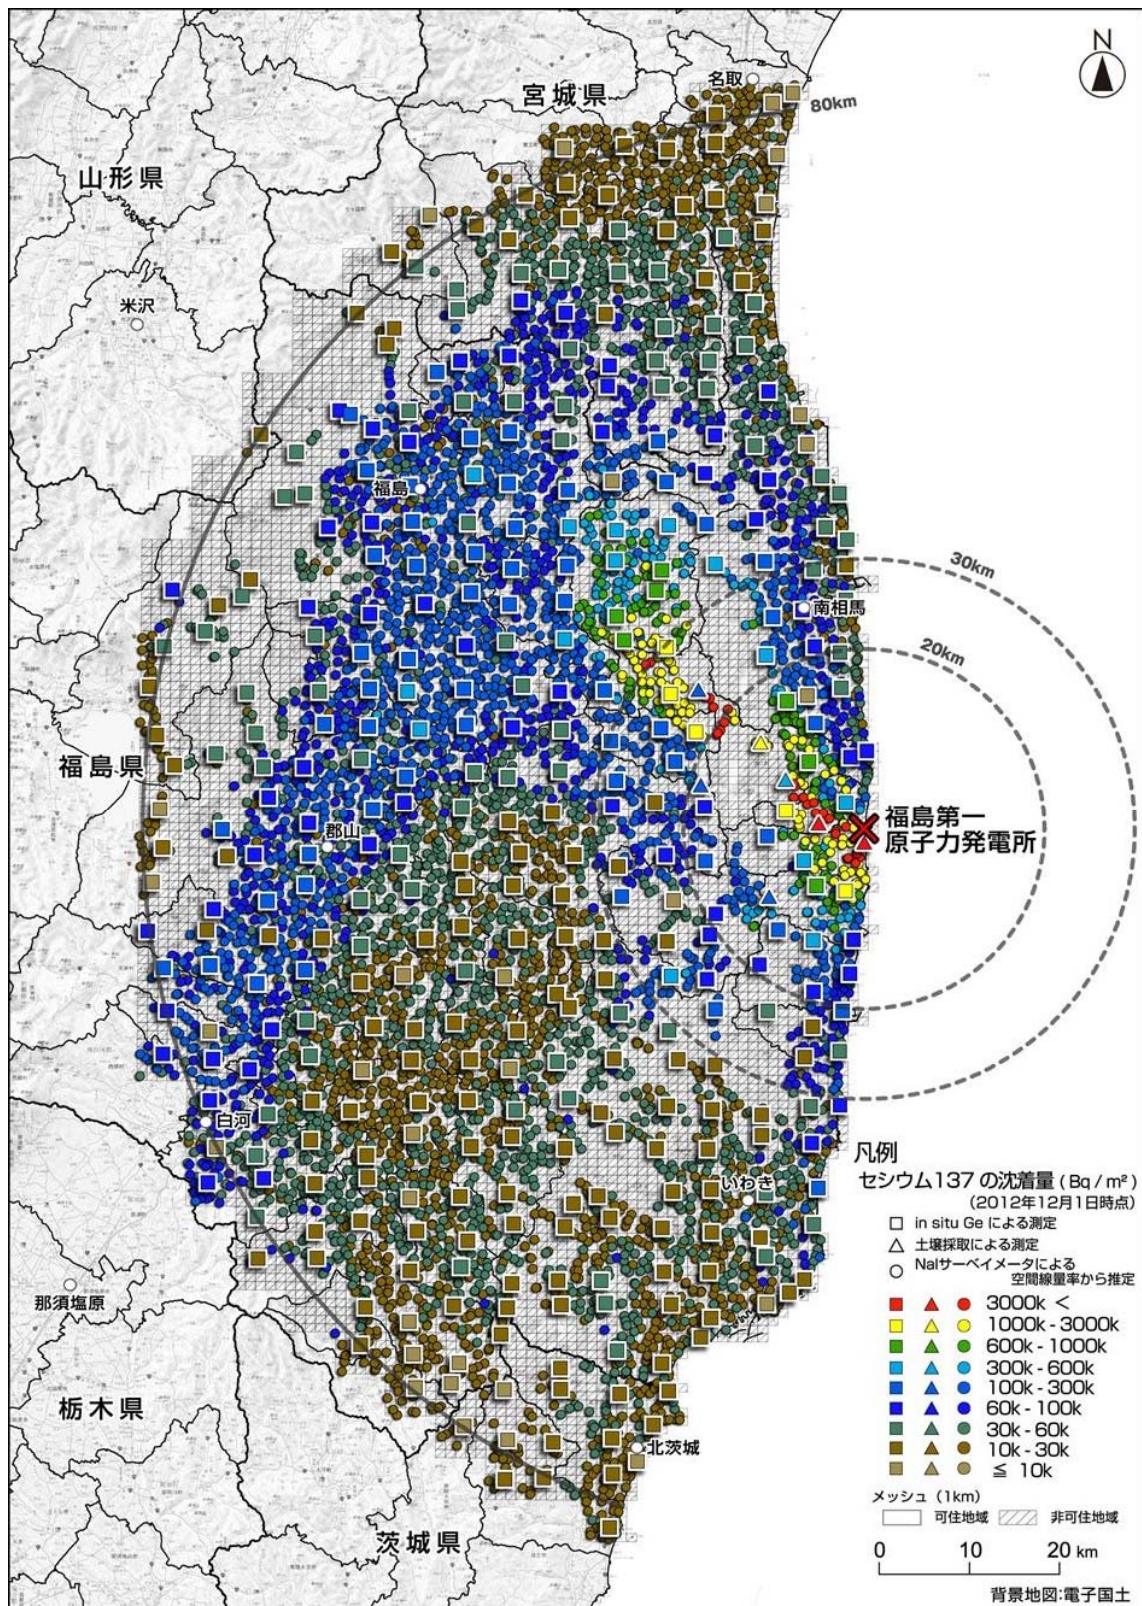 N
名取
宮城県
80km
山形県
米沢
福島
30km
南相馬
20km
福島県
福島第一
原子力発電所
郡山
白河
いわき
那須塩原
栃木県
北茨城
茨城県
凡例
セシウム137 の沈着量 ( Bq / m² )
(2012年12月1日時点)
in situ Ge による測定
土壌採取による測定
NaIサーベイメータによる
空間線量率から推定
3000k <
1000k - 3000k
600k - 1000k
300k - 600k
100k - 300k
60k - 100k
30k - 60k
10k - 30k
≦ 10k
メッシュ (1km)
可住地域 非可住地域
0 10 20 km
背景地図:電子国土